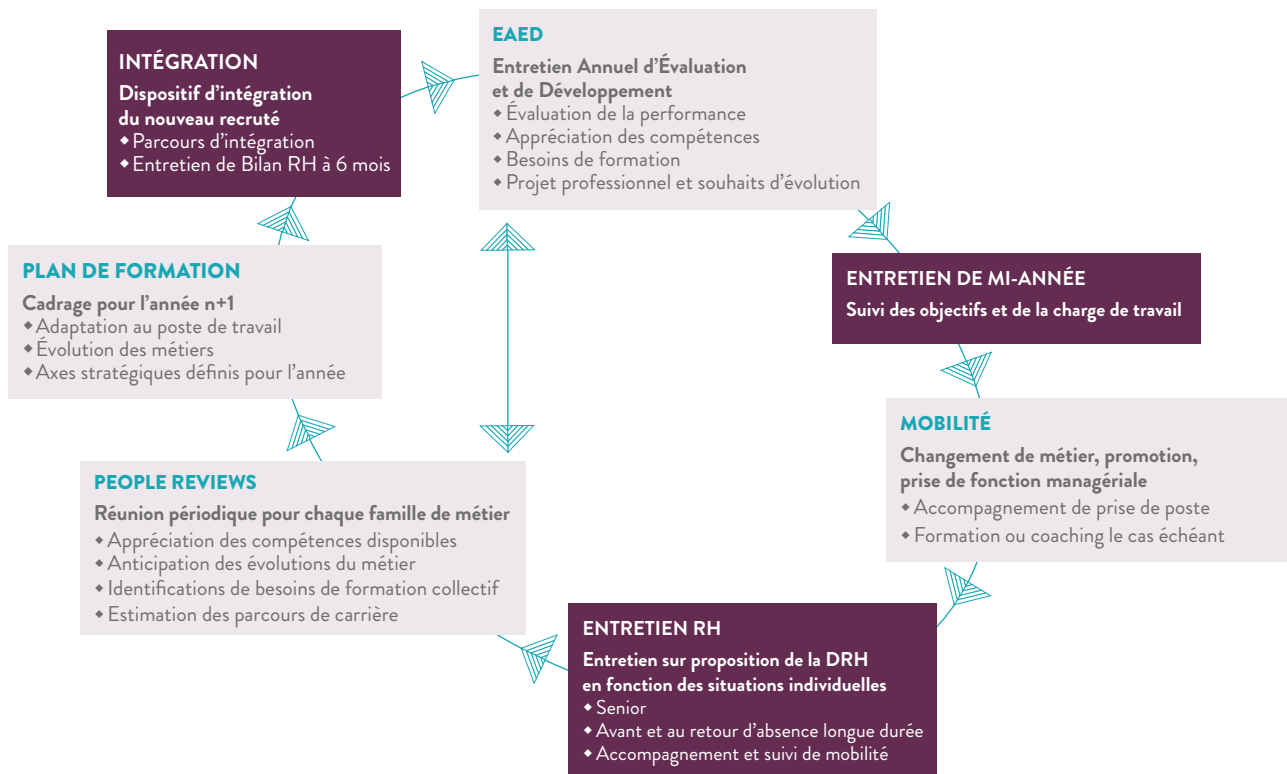 INTÉGRATION
Dispositif d'intégration
du nouveau recruté
◆ Parcours d'intégration
◆ Entretien de Bilan RH à 6 mois
EAED
Entretien Annuel d'Évaluation
et de Développement
◆ Évaluation de la performance
◆ Appréciation des compétences
◆ Besoins de formation
◆ Projet professionnel et souhaits d'évolution
ENTRETIEN DE MI-ANNÉE
Suivi des objectifs et de la charge de travail
MOBILITÉ
Changement de métier, promotion,
prise de fonction managériale
◆ Accompagnement de prise de poste
◆ Formation ou coaching le cas échéant
ENTRETIEN RH
Entretien sur proposition de la DRH
en fonction des situations individuelles
◆ Senior
◆ Avant et au retour d'absence longue durée
◆ Accompagnement et suivi de mobilité
PEOPLE REVIEWS
Réunion périodique pour chaque famille de métier
◆ Appréciation des compétences disponibles
◆ Anticipation des évolutions du métier
◆ Identifications de besoins de formation collectif
◆ Estimation des parcours de carrière
PLAN DE FORMATION
Cadrage pour l'année n+1
◆ Adaptation au poste de travail
◆ Évolution des métiers
◆ Axes stratégiques définis pour l'année